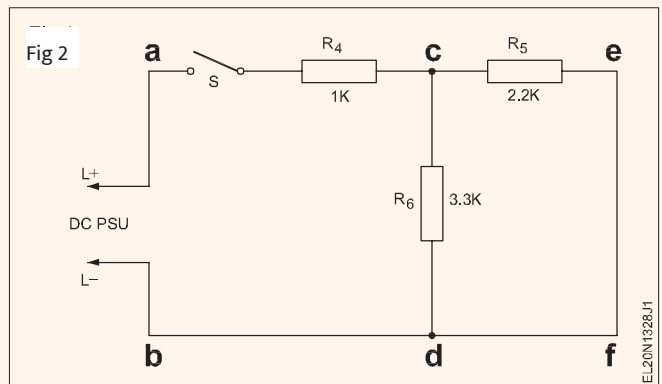 Fig 2
a
S
R4
1K
c
R5
2.2K
e
L+
DC PSU
L–
R6
3.3K
b
d
f
EL20N1328J1